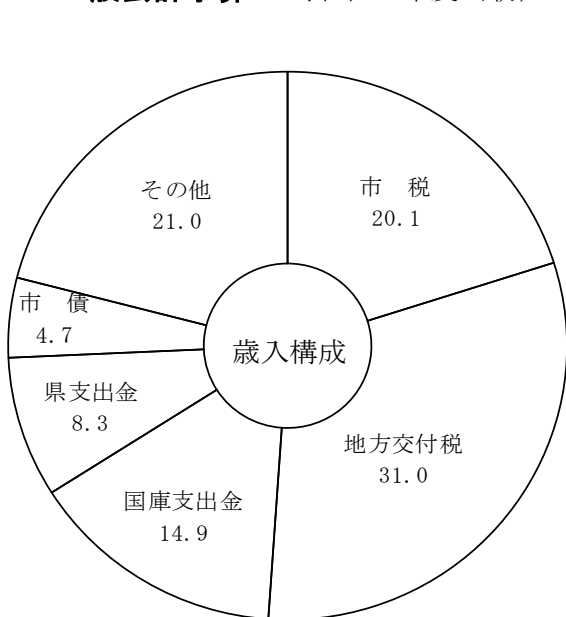 その他
21.0
市　税
20.1
市　債
4.7
歳入構成
県支出金
8.3
地方交付税
31.0
国庫支出金
14.9